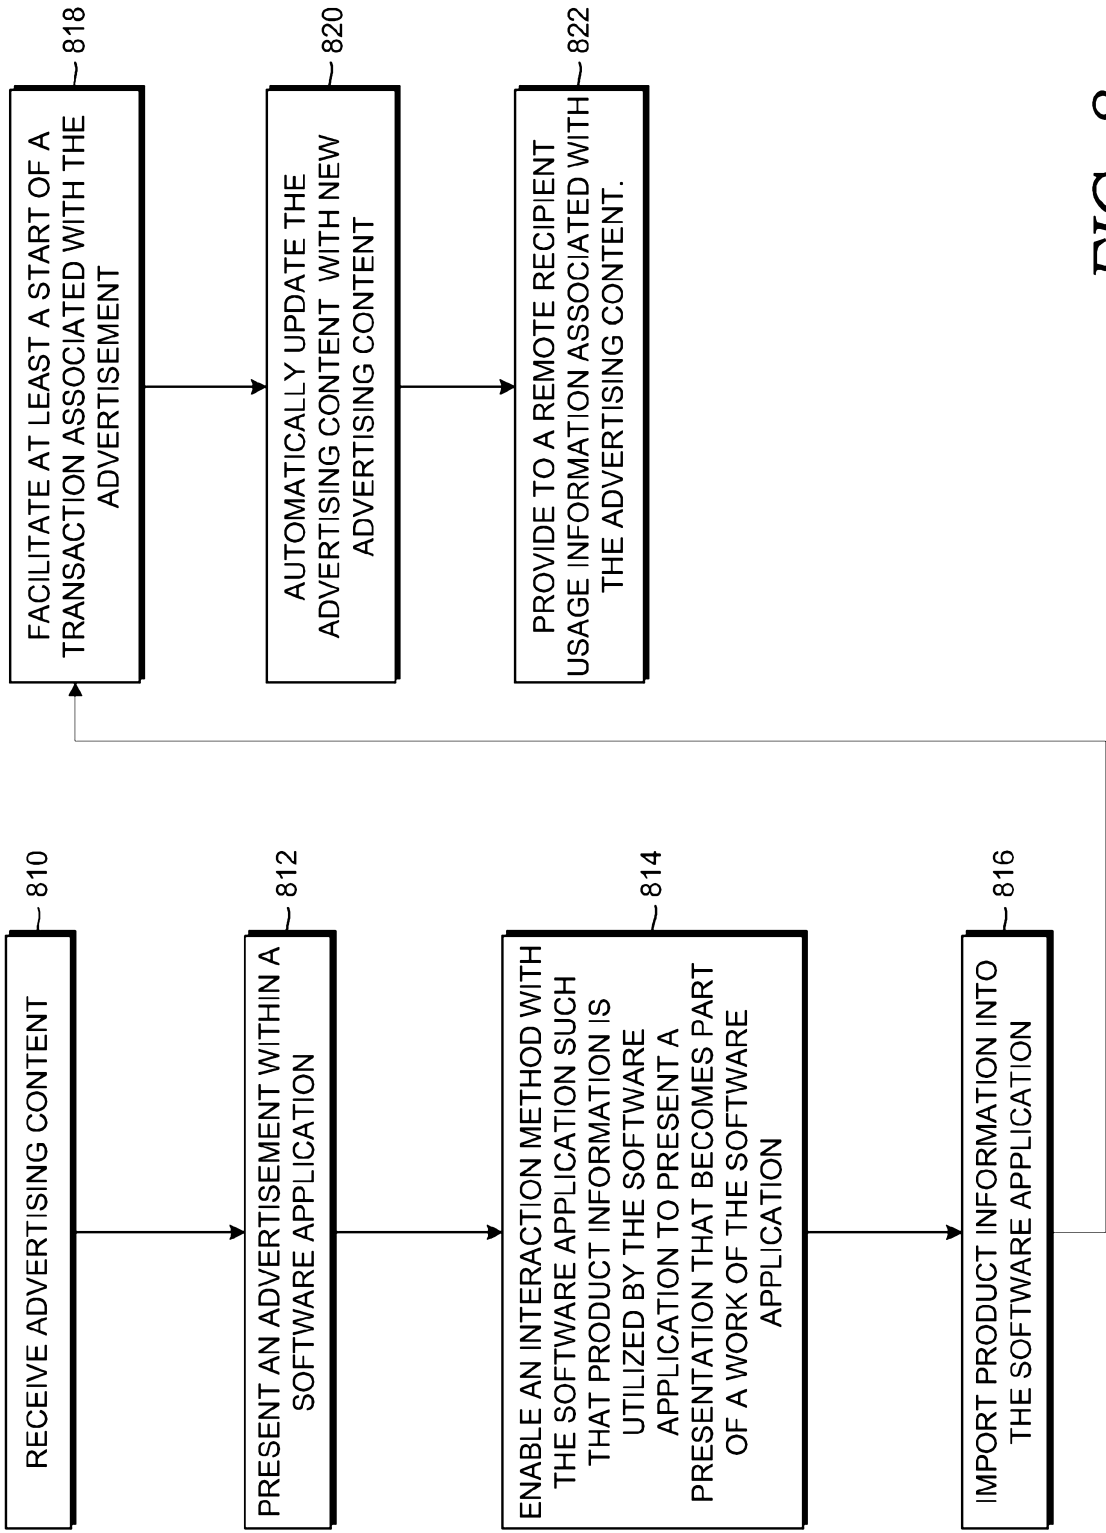 RECEIVE ADVERTISING CONTENT
810
PRESENT AN ADVERTISEMENT WITHIN A
SOFTWARE APPLICATION
812
ENABLE AN INTERACTION METHOD WITH
THE SOFTWARE APPLICATION SUCH
THAT PRODUCT INFORMATION IS
UTILIZED BY THE SOFTWARE
APPLICATION TO PRESENT A
PRESENTATION THAT BECOMES PART
OF A WORK OF THE SOFTWARE
APPLICATION
814
IMPORT PRODUCT INFORMATION INTO
THE SOFTWARE APPLICATION
816
FACILITATE AT LEAST A START OF A
TRANSACTION ASSOCIATED WITH THE
ADVERTISEMENT
818
AUTOMATICALLY UPDATE THE
ADVERTISING CONTENT WITH NEW
ADVERTISING CONTENT
820
PROVIDE TO A REMOTE RECIPIENT
USAGE INFORMATION ASSOCIATED WITH
THE ADVERTISING CONTENT.
822